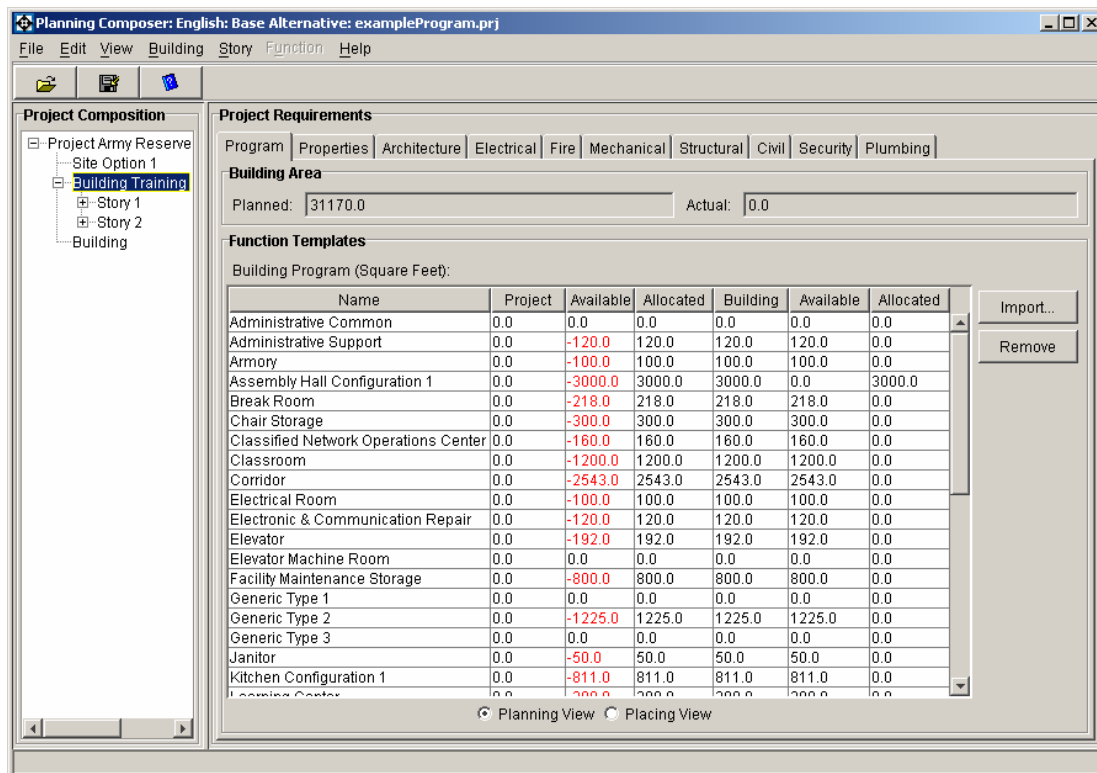 Planning Composer: English: Base Alternative: exampleProgram.prj
File Edit View Building Story Function Help
Project Composition
Project Army Reserve
Site Option 1
Building Training
Story 1
Story 2
Building
Project Requirements
Program Properties Architecture Electrical Fire Mechanical Structural Civil Security Plumbing
Building Area
Planned: 31170.0 Actual: 0.0
Function Templates
Building Program (Square Feet):
Name Project Available Allocated Building Available Allocated
Administrative Common 0.0 0.0 0.0 0.0 0.0 0.0
Administrative Support 0.0 -120.0 120.0 120.0 120.0 0.0
Armory 0.0 -100.0 100.0 100.0 100.0 0.0
Assembly Hall Configuration 1 0.0 -3000.0 3000.0 3000.0 0.0 3000.0
Break Room 0.0 -218.0 218.0 218.0 218.0 0.0
Chair Storage 0.0 -300.0 300.0 300.0 300.0 0.0
Classified Network Operations Center 0.0 -160.0 160.0 160.0 160.0 0.0
Classroom 0.0 -1200.0 1200.0 1200.0 1200.0 0.0
Corridor 0.0 -2543.0 2543.0 2543.0 2543.0 0.0
Electrical Room 0.0 -100.0 100.0 100.0 100.0 0.0
Electronic & Communication Repair 0.0 -120.0 120.0 120.0 120.0 0.0
Elevator 0.0 -192.0 192.0 192.0 192.0 0.0
Elevator Machine Room 0.0 0.0 0.0 0.0 0.0 0.0
Facility Maintenance Storage 0.0 -800.0 800.0 800.0 800.0 0.0
Generic Type 1 0.0 0.0 0.0 0.0 0.0 0.0
Generic Type 2 0.0 -1225.0 1225.0 1225.0 1225.0 0.0
Generic Type 3 0.0 0.0 0.0 0.0 0.0 0.0
Janitor 0.0 -50.0 50.0 50.0 50.0 0.0
Kitchen Configuration 1 0.0 -811.0 811.0 811.0 811.0 0.0
Learning Center
Import...
Remove
Planning View Placing View